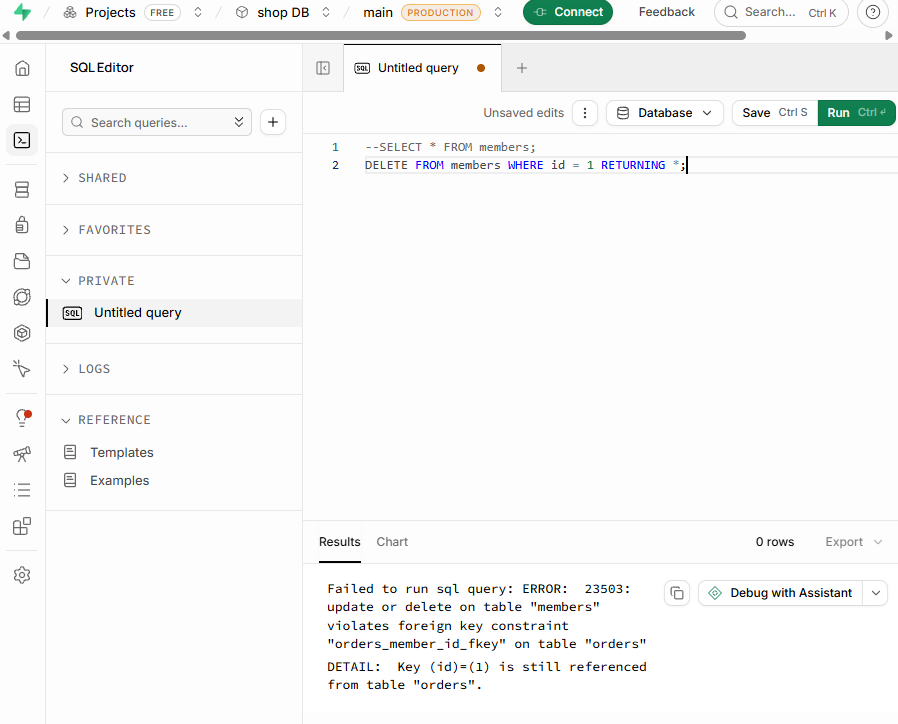 Projects FREE shop DB main PRODUCTION Connect Feedback Search... Ctrl K
SQL Editor
SQL Untitled query
Search queries...
Unsaved edits Database Save Ctrl S Run Ctrl ↵
1 --SELECT * FROM members;
2 DELETE FROM members WHERE id = 1 RETURNING *;
SHARED
FAVORITES
PRIVATE
SQL Untitled query
LOGS
REFERENCE
Templates
Examples
Results Chart 0 rows Export
Failed to run sql query: ERROR:  23503:
update or delete on table "members"
violates foreign key constraint
"orders_member_id_fkey" on table "orders"
DETAIL:  Key (id)=(1) is still referenced
from table "orders".
Debug with Assistant